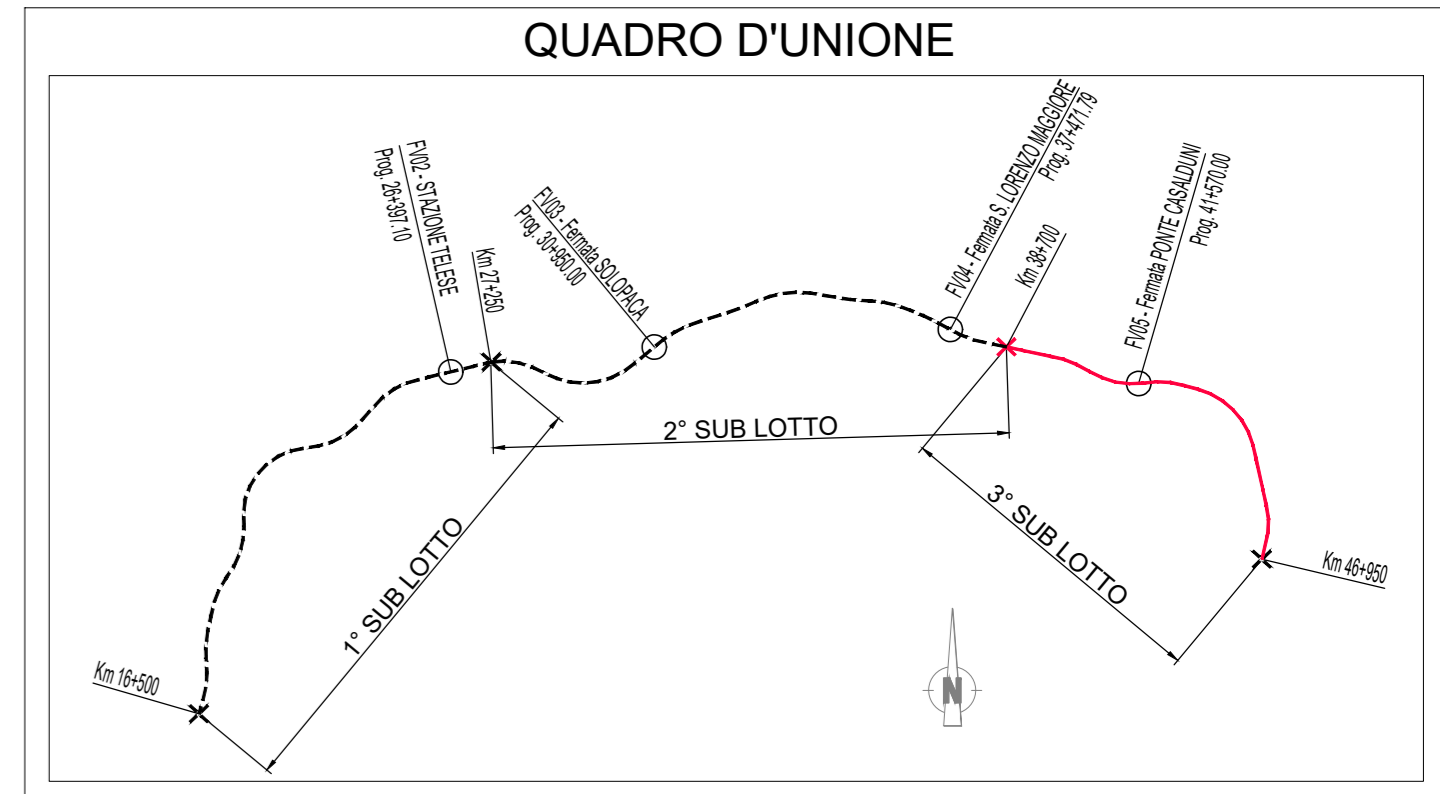 QUADRO D'UNIONE
FV02 - STAZIONE TELESE
Prog. 26+397.10
Km 27+250
FV03 - Fermata SOLOPACA
Prog. 30+950.00
FV04 - Fermata S. LORENZO MAGGIORE
Prog. 37+471.79
Km 38+700
FV05 - Fermata PONTE CASALDUNI
Prog. 41+570.00
2° SUB LOTTO
1° SUB LOTTO
3° SUB LOTTO
Km 46+950
Km 16+500
N